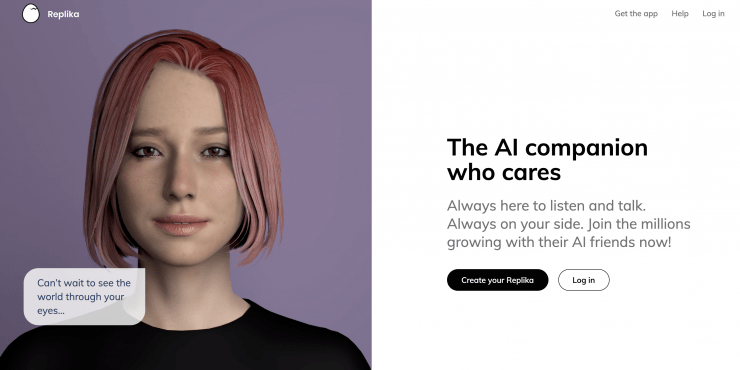 Replika
Get the app Help Log in
The AI companion
who cares
Always here to listen and talk.
Always on your side. Join the millions
growing with their AI friends now!
Create your Replika Log in
Can't wait to see the
world through your
eyes...